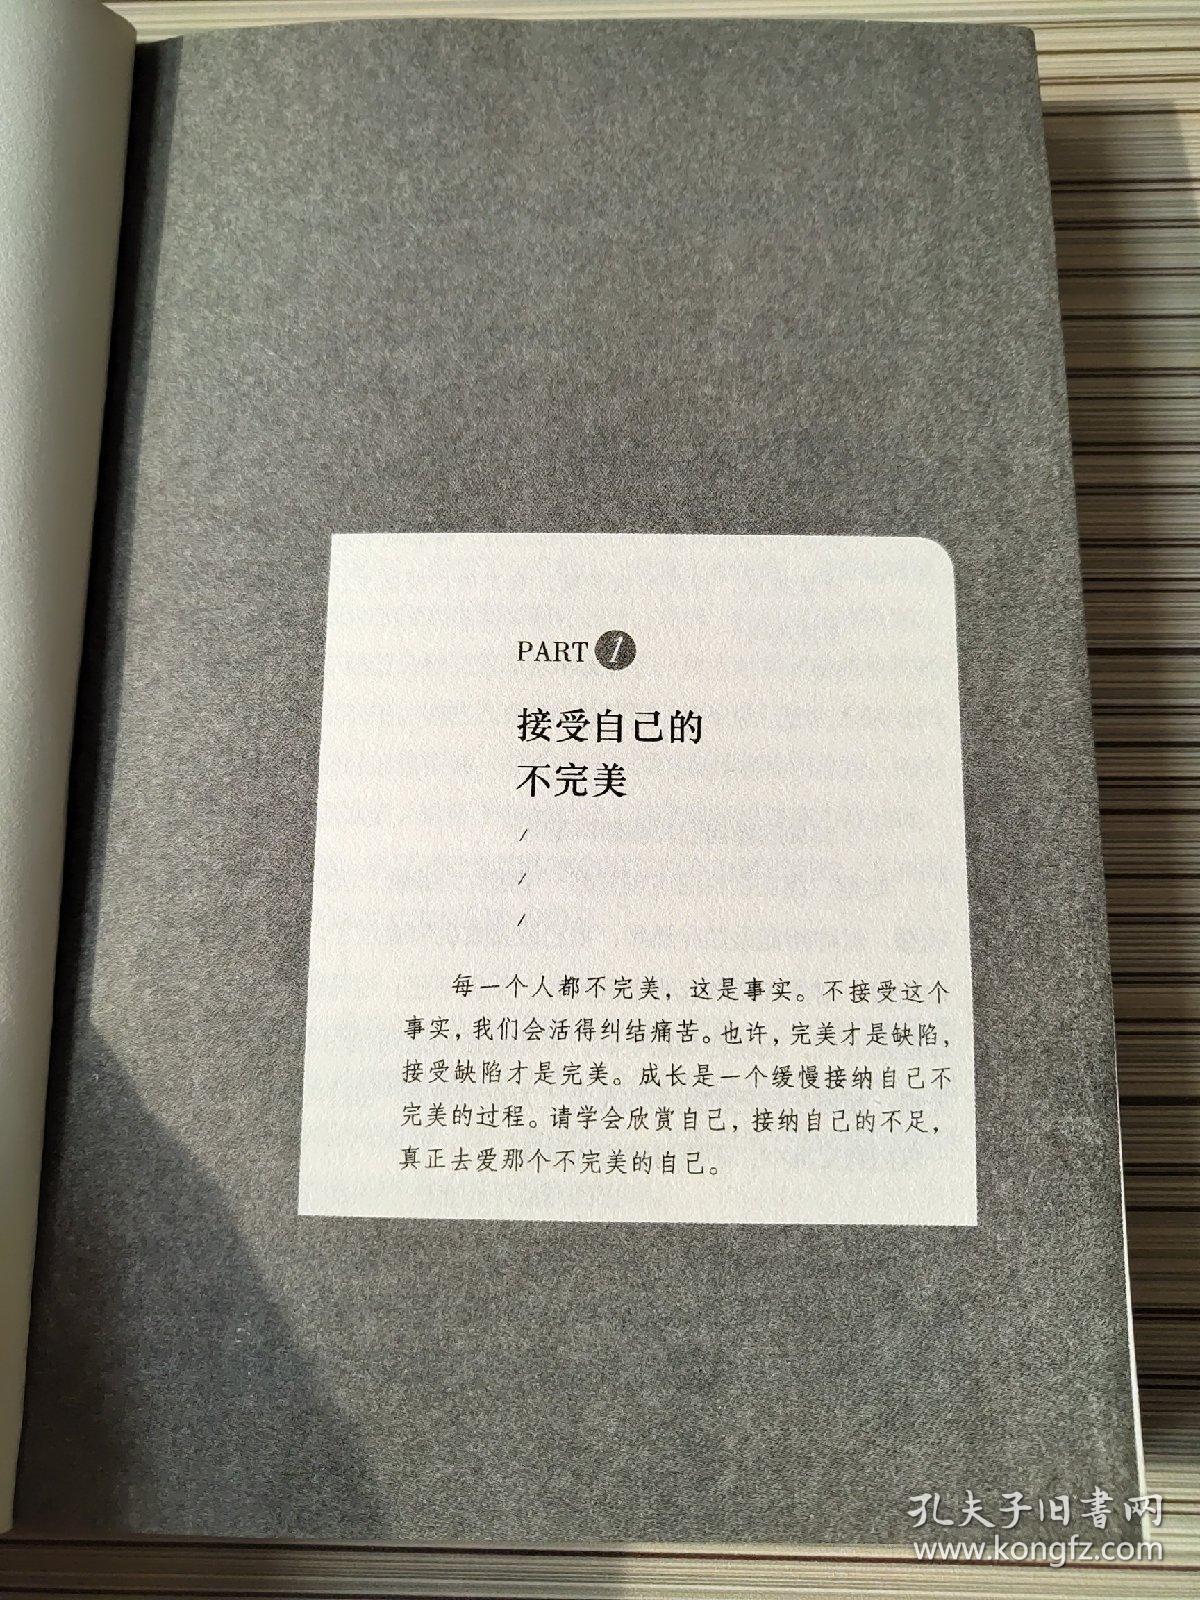 PART 1
接受自己的
不完美
/
/
/
每一个人都不完美，这是事实。不接受这个
事实，我们会活得纠结痛苦。也许，完美才是缺陷，
接受缺陷才是完美。成长是一个缓慢接纳自己不
完美的过程。请学会欣赏自己，接纳自己的不足，
真正去爱那个不完美的自己。
孔夫子旧书网
www.kongfz.com